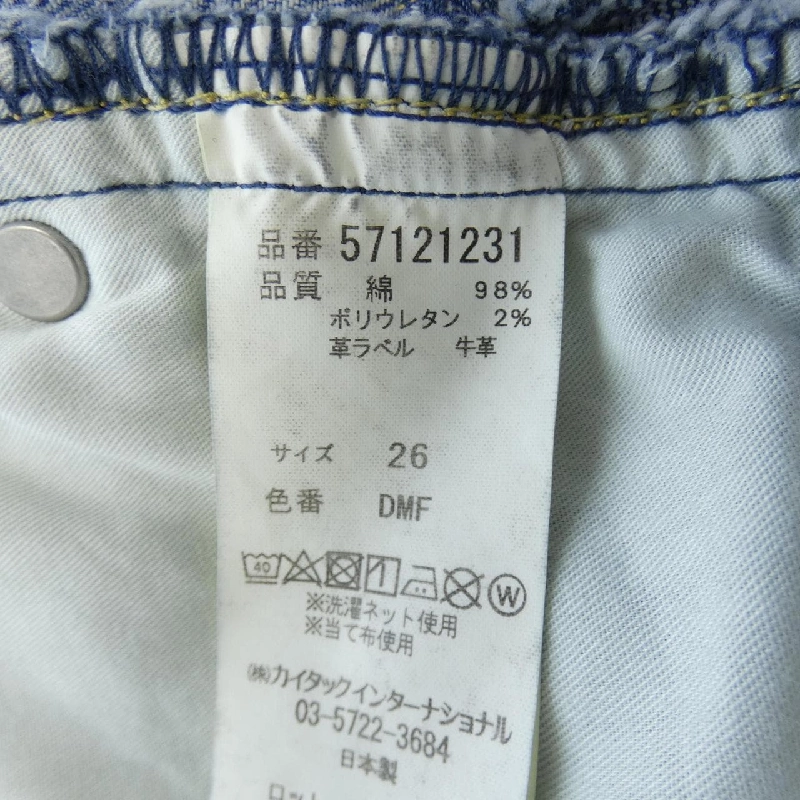 品番 57121231
品質 綿 98%
ポリウレタン 2%
革ラベル 牛革
サイズ 26
色番 DMF
40 W
※洗濯ネット使用
※当て布使用
㈱カイタックインターナショナル
03-5722-3684
日本製
ロット